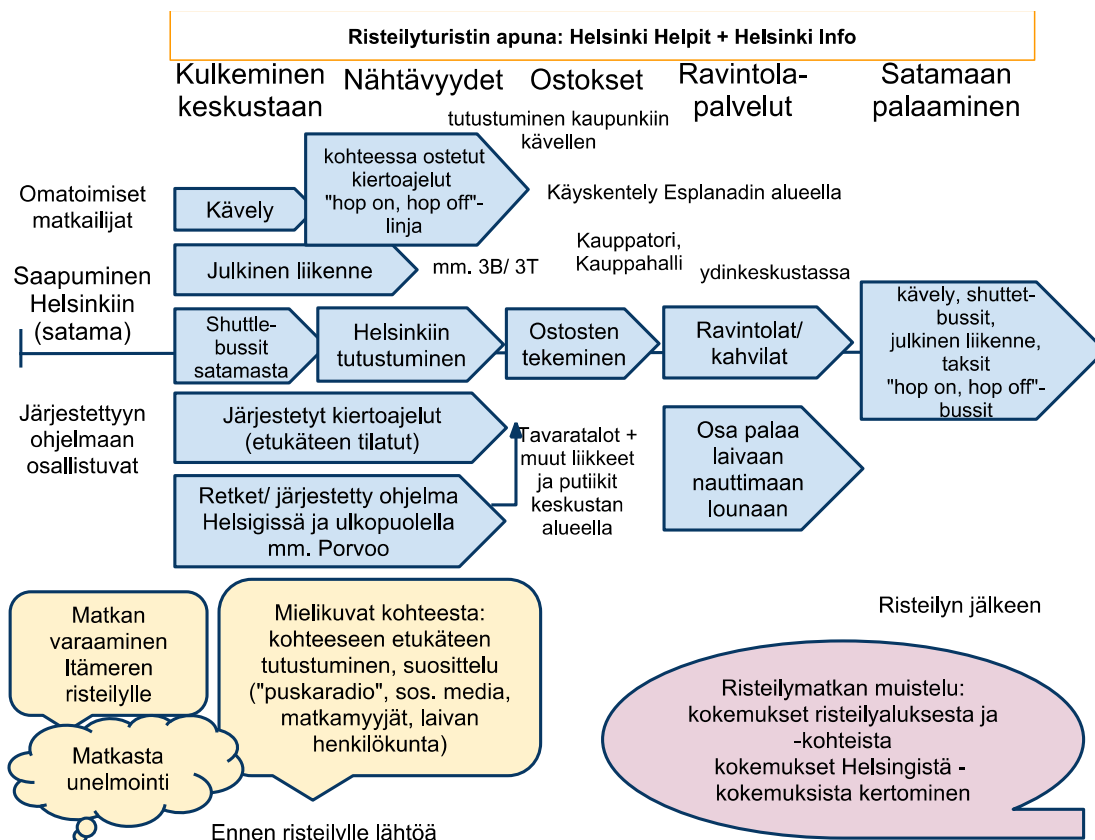 Risteilyturistin apuna: Helsinki Helpit + Helsinki Info
Kulkeminen
keskustaan
Nähtävyydet
Ostokset
Ravintola-
palvelut
Satamaan
palaaminen
tutustuminen kaupunkiin
kävellen
Omatoimiset
matkailijat
Kävely
kohteessa ostetut
kiertoajelut
"hop on, hop off"-
linja
Käyskentely Esplanadin alueella
Julkinen liikenne
mm. 3B/ 3T
Kauppatori,
Kauppahalli
ydinkeskustassa
Saapuminen
Helsinkiin
(satama)
Shuttle-
bussit
satamasta
Helsinkiin
tutustuminen
Ostosten
tekeminen
Ravintolat/
kahvilat
kävely, shuttet-
bussit,
julkinen liikenne,
taksit
"hop on, hop off"-
bussit
Järjestettyyn
ohjelmaan
osallistuvat
Järjestetyt kiertoajelut
(etukäteen tilatut)
Retket/ järjestetty ohjelma
Helsigissä ja ulkopuolella
mm. Porvoo
Tavaratalot +
muut liikkeet
ja putiikit
keskustan
alueella
Osa palaa
laivaan
nauttimaan
lounaan
Matkan
varaaminen
Itämeren
risteilylle
Matkasta
unelmointi
Mielikuvat kohteesta:
kohteeseen etukäteen
tutustuminen, suosittelu
("puskaradio", sos. media,
matkamyyjät, laivan
henkilökunta)
Ennen risteilylle lähtöä
Risteilyn jälkeen
Risteilymatkan muistelu:
kokemukset risteilyaluksesta ja
-kohteista
kokemukset Helsingistä -
kokemuksista kertominen